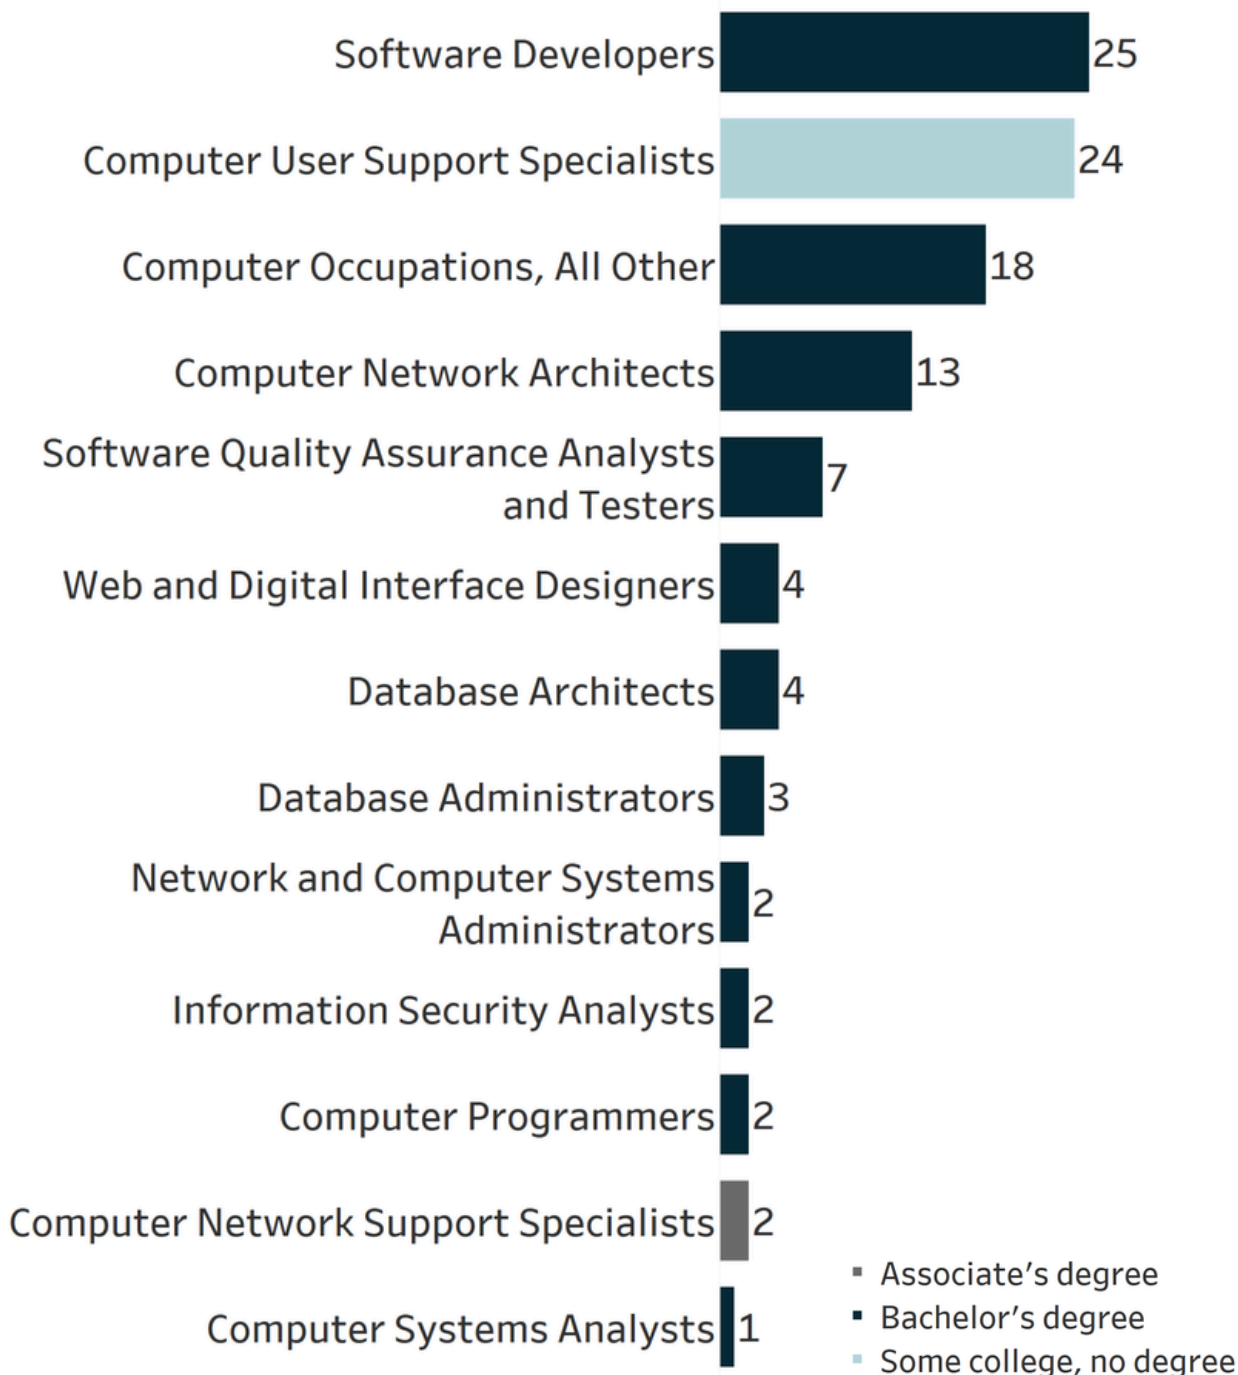 Software Developers 25
Computer User Support Specialists 24
Computer Occupations, All Other 18
Computer Network Architects 13
Software Quality Assurance Analysts
and Testers 7
Web and Digital Interface Designers 4
Database Architects 4
Database Administrators 3
Network and Computer Systems
Administrators 2
Information Security Analysts 2
Computer Programmers 2
Computer Network Support Specialists 2
Computer Systems Analysts 1
Associate’s degree
Bachelor’s degree
Some college, no degree